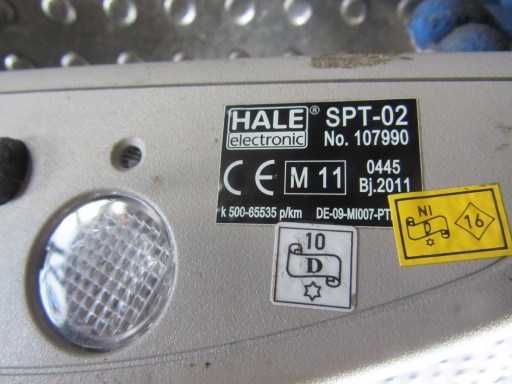 HALE® SPT-02
electronic No. 107990
CE M 11 0445
Bj.2011
k 500-65535 p/km DE-09-MI007-PT
NI
D
16
10
D